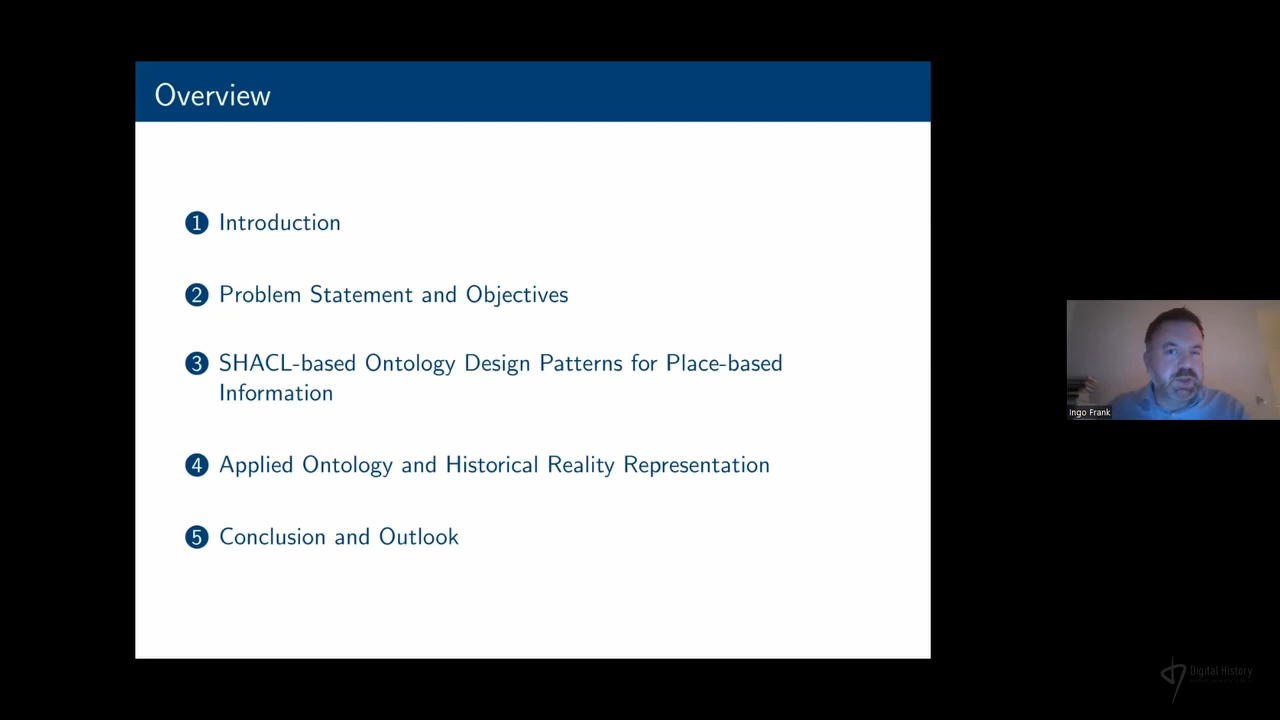 Overview
1 Introduction
2 Problem Statement and Objectives
3 SHACL-based Ontology Design Patterns for Place-based
Information
4 Applied Ontology and Historical Reality Representation
5 Conclusion and Outlook
Ingo Frank
Digital History